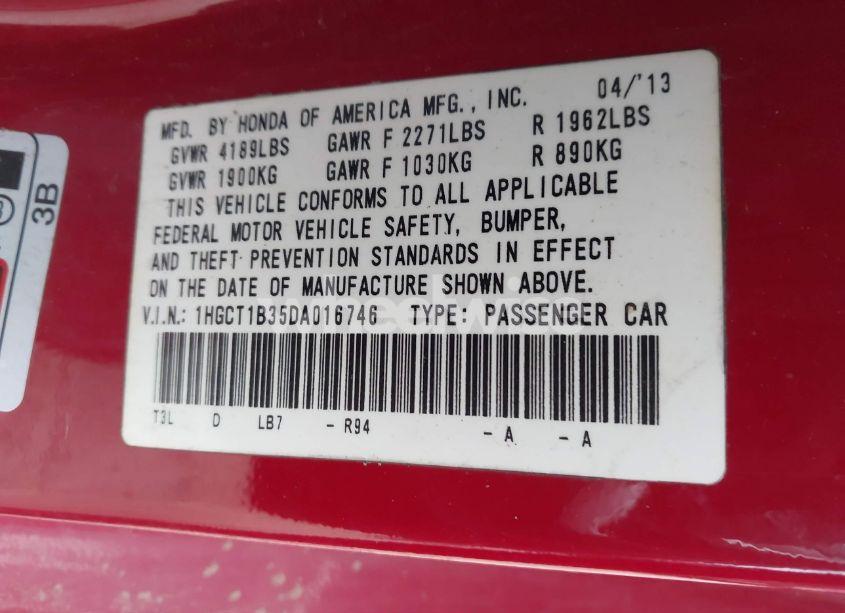 MFD. BY HONDA OF AMERICA MFG., INC. 04/'13
GVWR 4189LBS GAWR F 2271LBS R 1962LBS
GVWR 1900KG GAWR F 1030KG R 890KG
THIS VEHICLE CONFORMS TO ALL APPLICABLE
FEDERAL MOTOR VEHICLE SAFETY, BUMPER,
AND THEFT PREVENTION STANDARDS IN EFFECT
ON THE DATE OF MANUFACTURE SHOWN ABOVE.
V.I.N.: 1HGCT1B35DA016746 TYPE: PASSENGER CAR
T3L D LB7 - R94 - A - A
3B